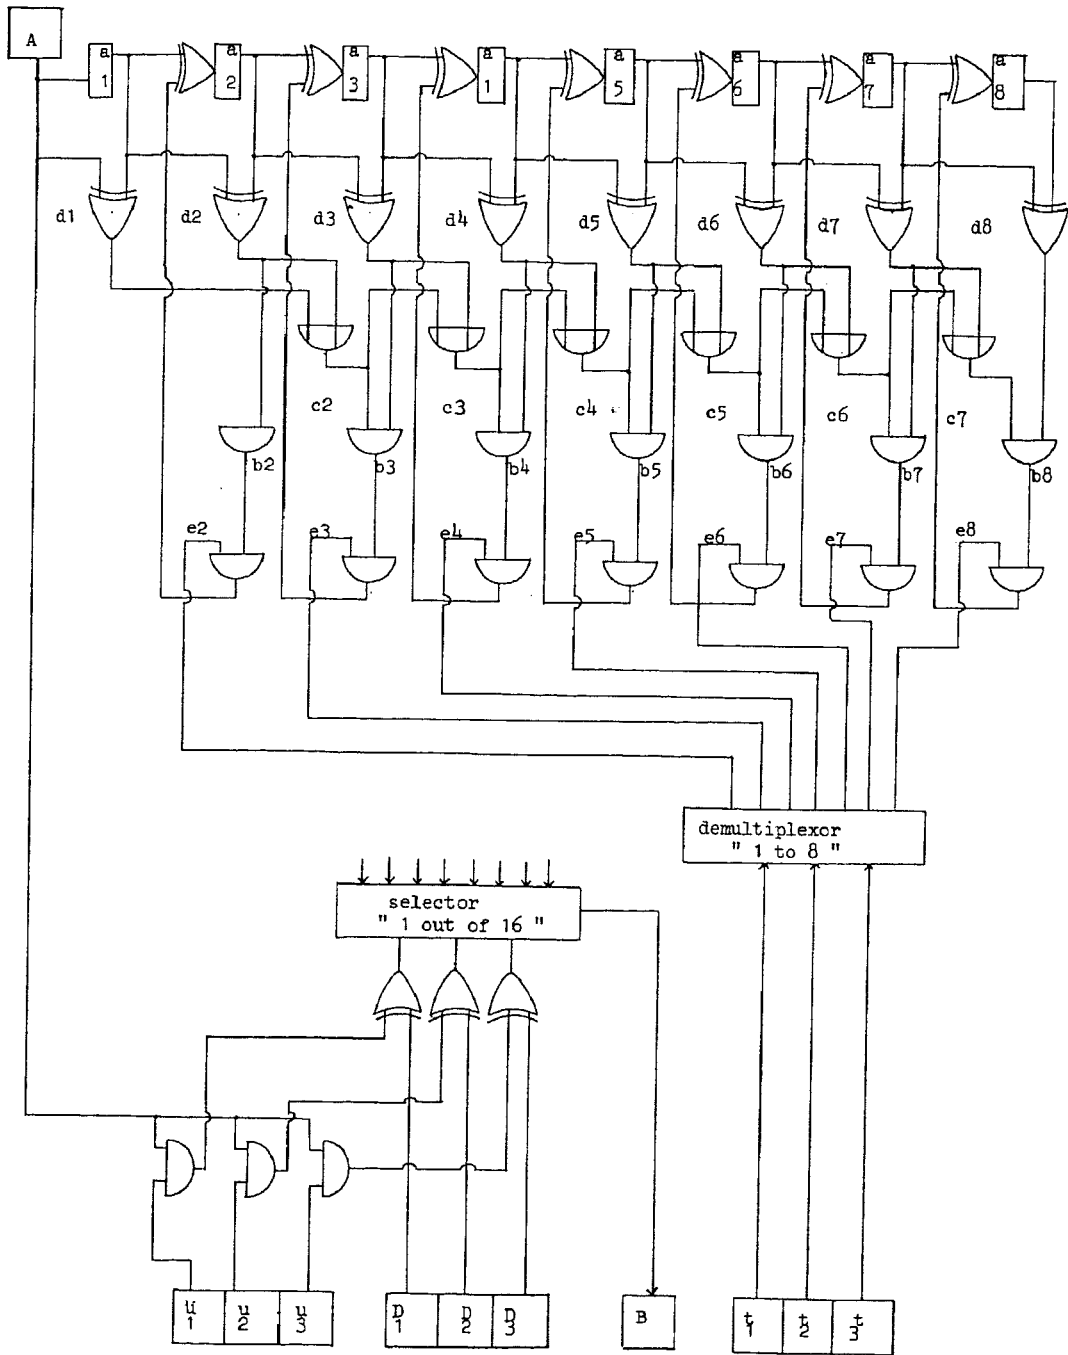 A
a a a a a a a a
1 2 3 1 5 6 7 8
d1 d2 d3 d4 d5 d6 d7 d8
c2 c3 c4 c5 c6 c7
b2 b3 b4 b5 b6 b7 b8
e2 e3 e4 e5 e6 e7 e8
demultiplexor
" 1 to 8 "
selector
" 1 out of 16 "
u u u D D D B t t t
1 2 3 1 2 3 1 2 3